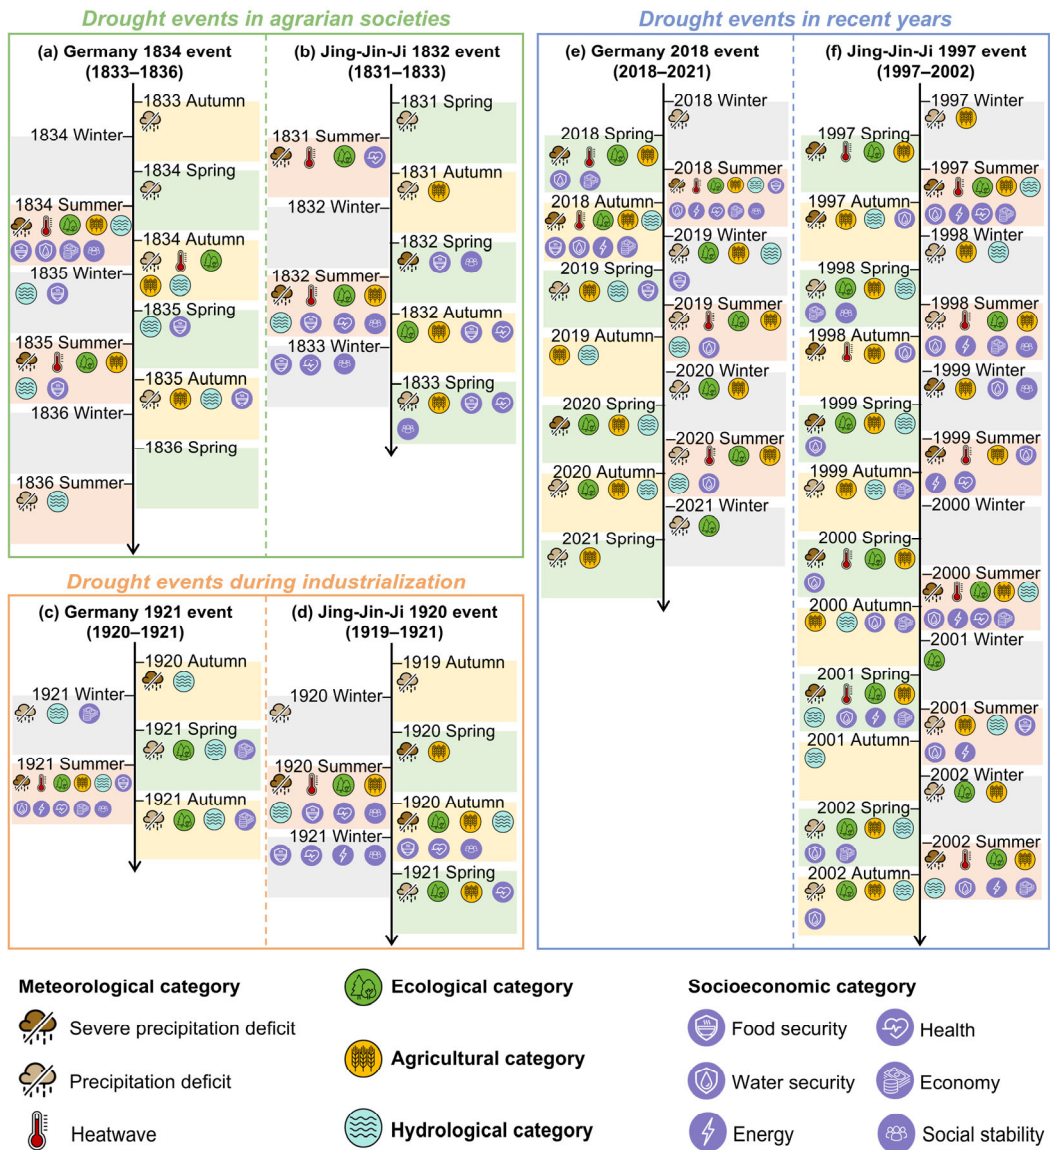 Drought events in agrarian societies
(a) Germany 1834 event
(1833–1836)
1833 Autumn
1834 Winter
1834 Spring
1834 Summer
1834 Autumn
1835 Winter
1835 Spring
1835 Summer
1835 Autumn
1836 Winter
1836 Spring
1836 Summer
(b) Jing-Jin-Ji 1832 event
(1831–1833)
1831 Spring
1831 Summer
1831 Autumn
1832 Winter
1832 Spring
1832 Summer
1832 Autumn
1833 Winter
1833 Spring
Drought events during industrialization
(c) Germany 1921 event
(1920–1921)
1920 Autumn
1921 Winter
1921 Spring
1921 Summer
1921 Autumn
(d) Jing-Jin-Ji 1920 event
(1919–1921)
1919 Autumn
1920 Winter
1920 Spring
1920 Summer
1920 Autumn
1921 Winter
1921 Spring
Drought events in recent years
(e) Germany 2018 event
(2018–2021)
2018 Winter
2018 Spring
2018 Summer
2018 Autumn
2019 Winter
2019 Spring
2019 Summer
2019 Autumn
2020 Winter
2020 Spring
2020 Summer
2020 Autumn
2021 Winter
2021 Spring
(f) Jing-Jin-Ji 1997 event
(1997–2002)
1997 Winter
1997 Spring
1997 Summer
1997 Autumn
1998 Winter
1998 Spring
1998 Summer
1998 Autumn
1999 Winter
1999 Spring
1999 Summer
1999 Autumn
2000 Winter
2000 Spring
2000 Summer
2000 Autumn
2001 Winter
2001 Spring
2001 Summer
2001 Autumn
2002 Winter
2002 Spring
2002 Summer
2002 Autumn
Meteorological category
Severe precipitation deficit
Precipitation deficit
Heatwave
Ecological category
Agricultural category
Hydrological category
Socioeconomic category
Food security
Health
Water security
Economy
Energy
Social stability